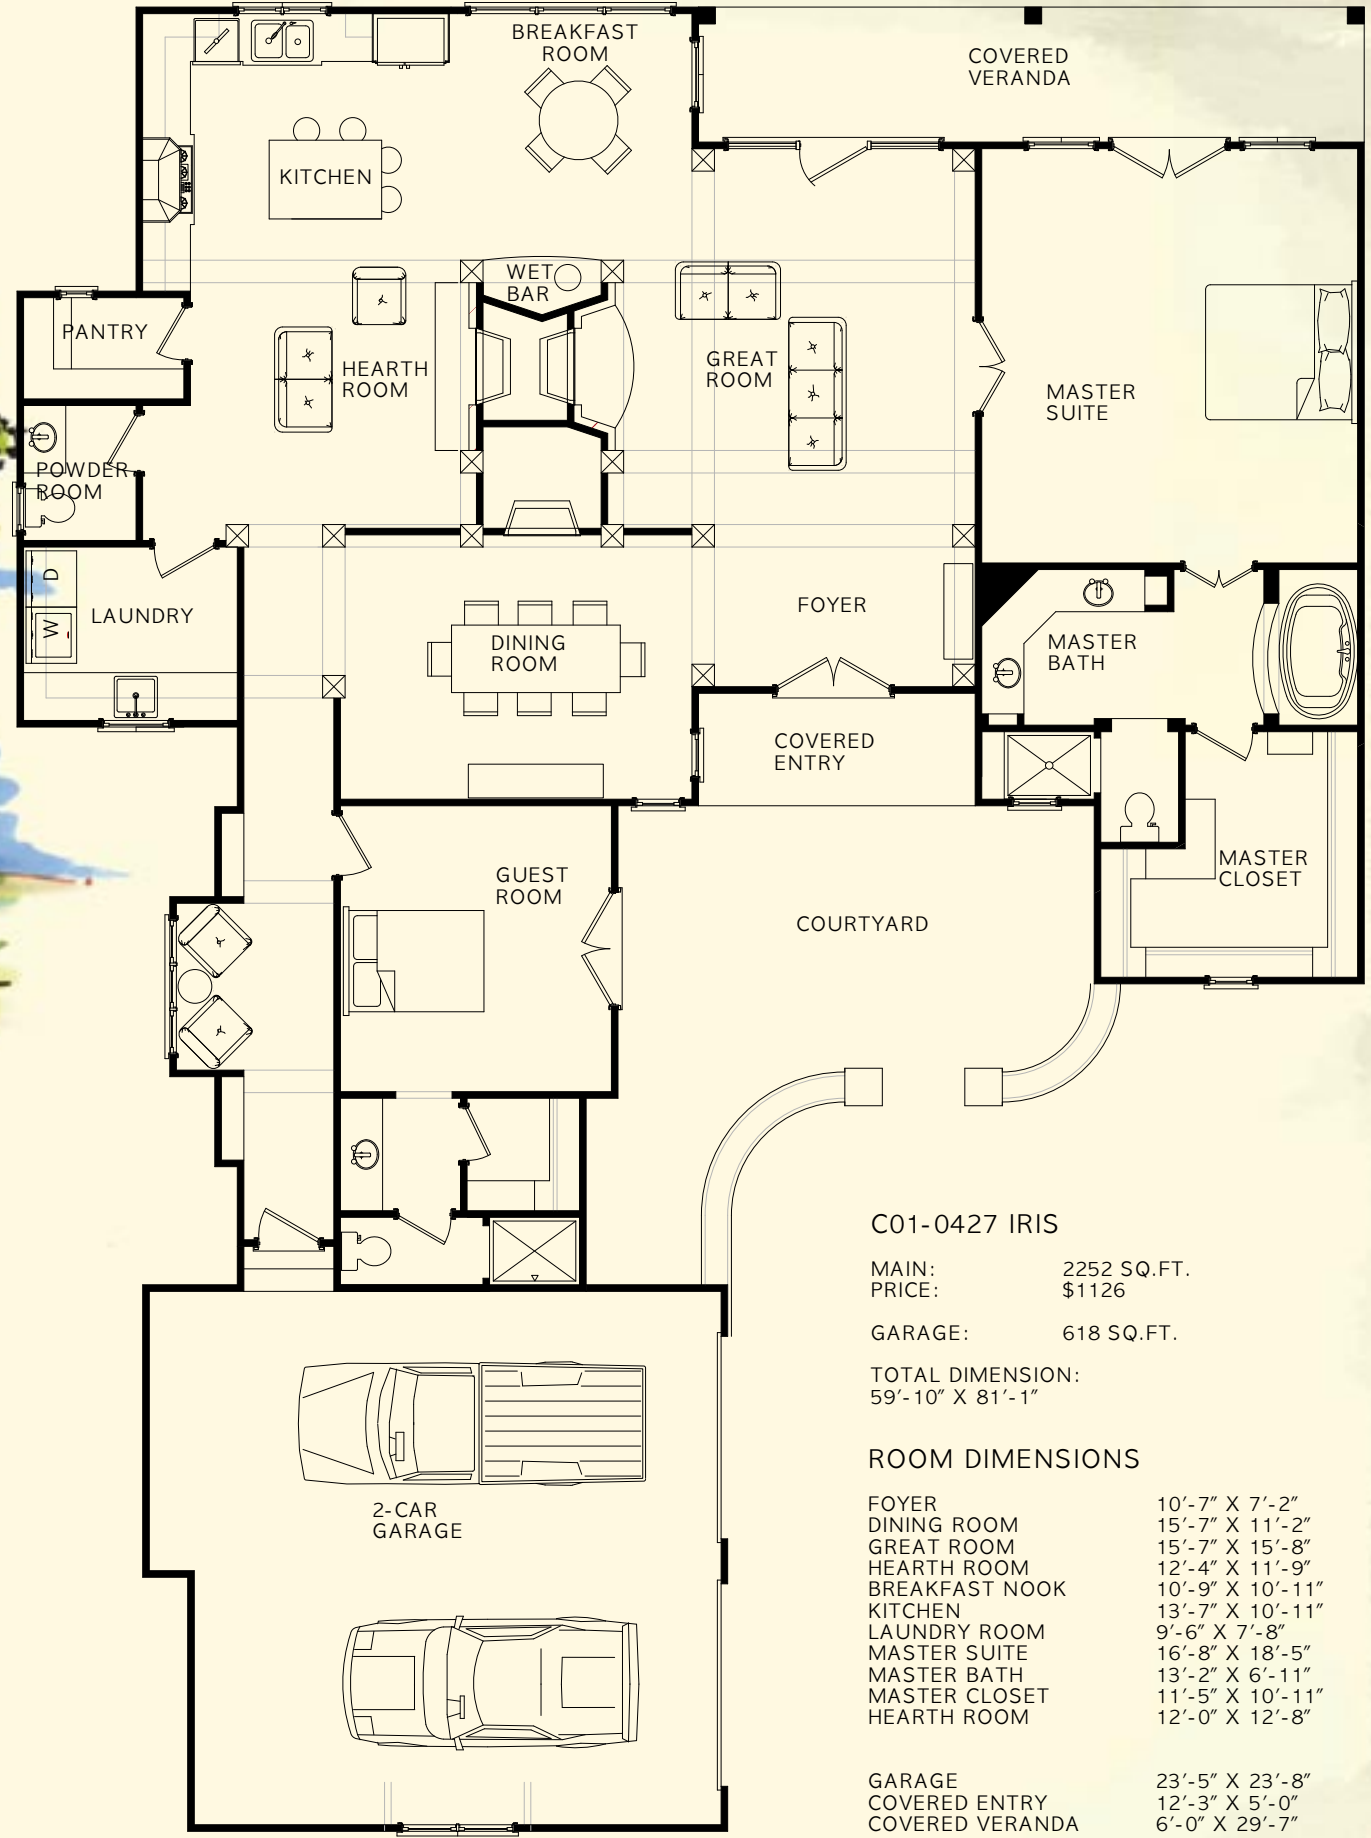 BREAKFAST
ROOM
COVERED
VERANDA
KITCHEN
WET
BAR
PANTRY
HEARTH
ROOM
GREAT
ROOM
MASTER
SUITE
POWDER
ROOM
D
W
LAUNDRY
DINING
ROOM
FOYER
MASTER
BATH
COVERED
ENTRY
GUEST
ROOM
COURTYARD
MASTER
CLOSET
2-CAR
GARAGE
C01-0427 IRIS
MAIN: 2252 SQ.FT.
PRICE: $1126
GARAGE: 618 SQ.FT.
TOTAL DIMENSION:
59'-10" X 81'-1"
ROOM DIMENSIONS
FOYER 10'-7" X 7'-2"
DINING ROOM 15'-7" X 11'-2"
GREAT ROOM 15'-7" X 15'-8"
HEARTH ROOM 12'-4" X 11'-9"
BREAKFAST NOOK 10'-9" X 10'-11"
KITCHEN 13'-7" X 10'-11"
LAUNDRY ROOM 9'-6" X 7'-8"
MASTER SUITE 16'-8" X 18'-5"
MASTER BATH 13'-2" X 6'-11"
MASTER CLOSET 11'-5" X 10'-11"
HEARTH ROOM 12'-0" X 12'-8"
GARAGE 23'-5" X 23'-8"
COVERED ENTRY 12'-3" X 5'-0"
COVERED VERANDA 6'-0" X 29'-7"